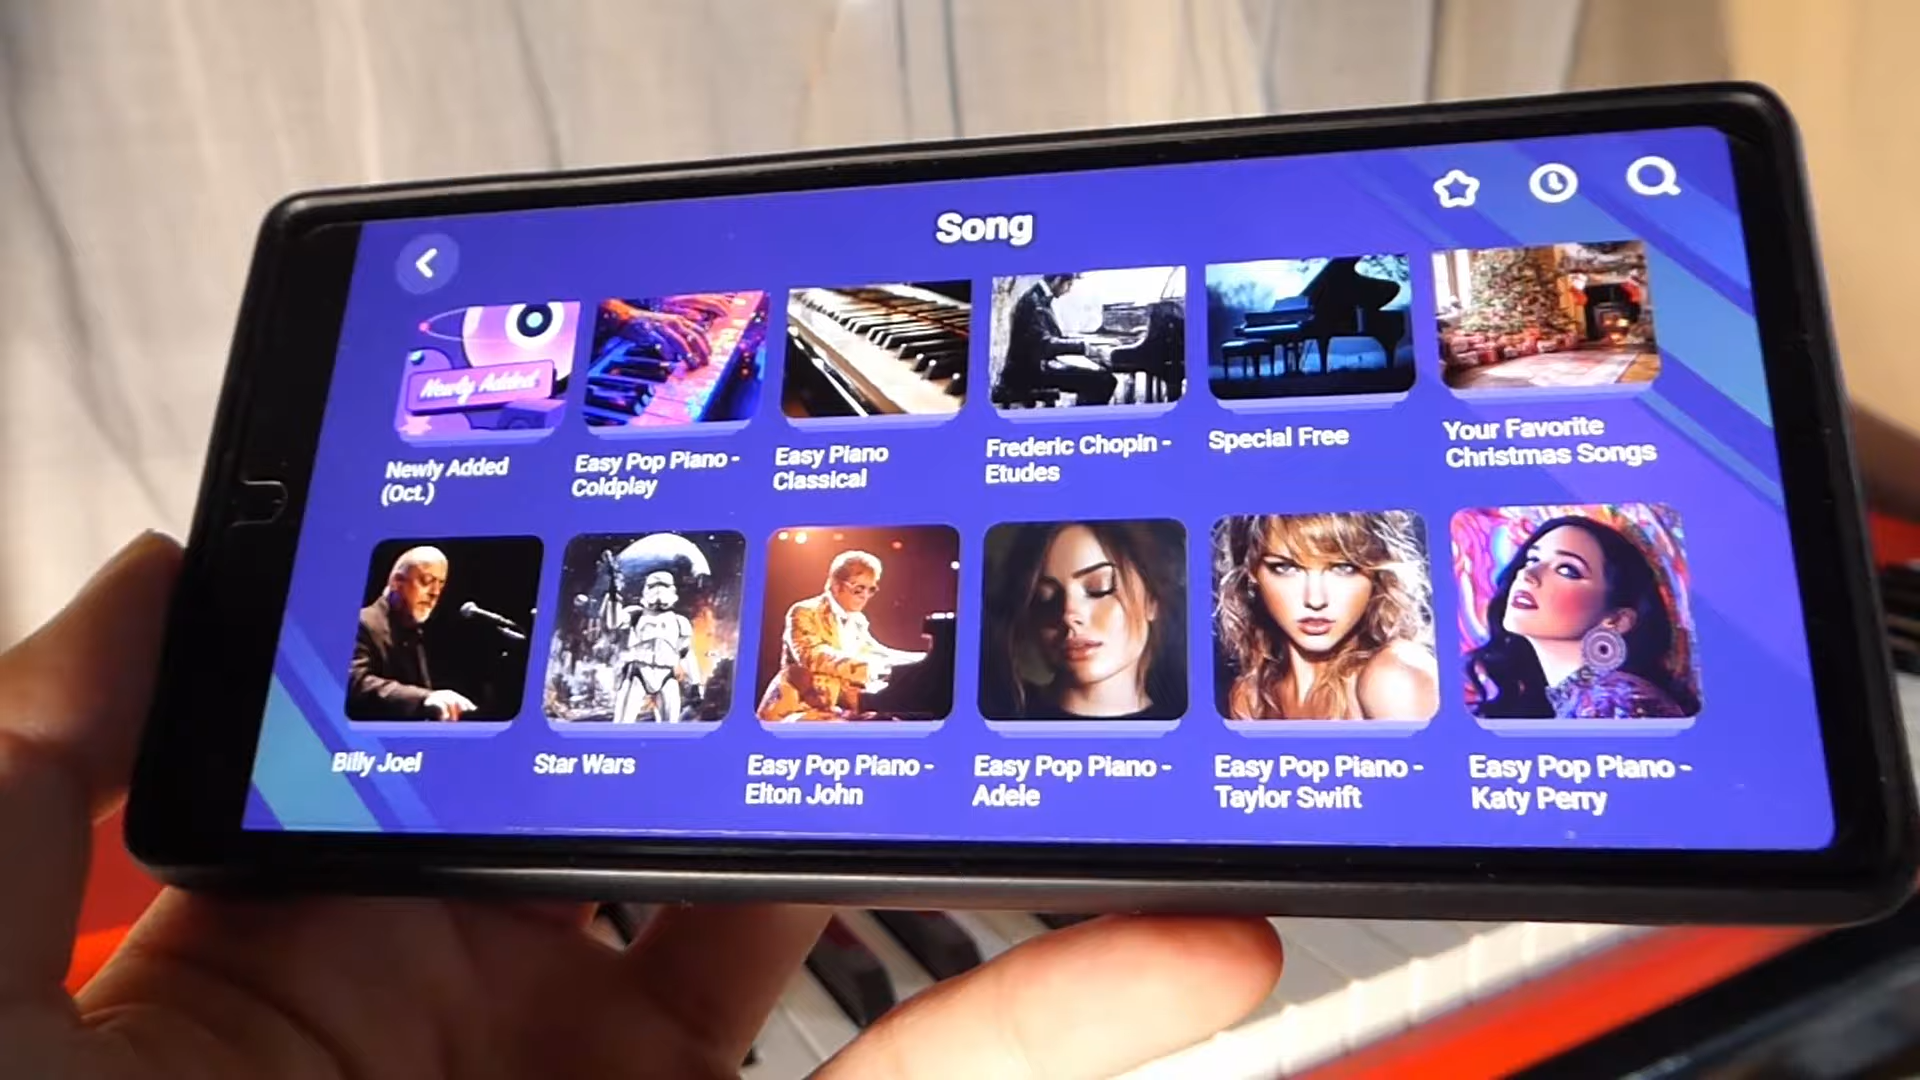 Song
Newly Added
Newly Added
(Oct.)
Easy Pop Piano -
Coldplay
Easy Piano
Classical
Frederic Chopin -
Etudes
Special Free
Your Favorite
Christmas Songs
Billy Joel
Star Wars
Easy Pop Piano -
Elton John
Easy Pop Piano -
Adele
Easy Pop Piano -
Taylor Swift
Easy Pop Piano -
Katy Perry